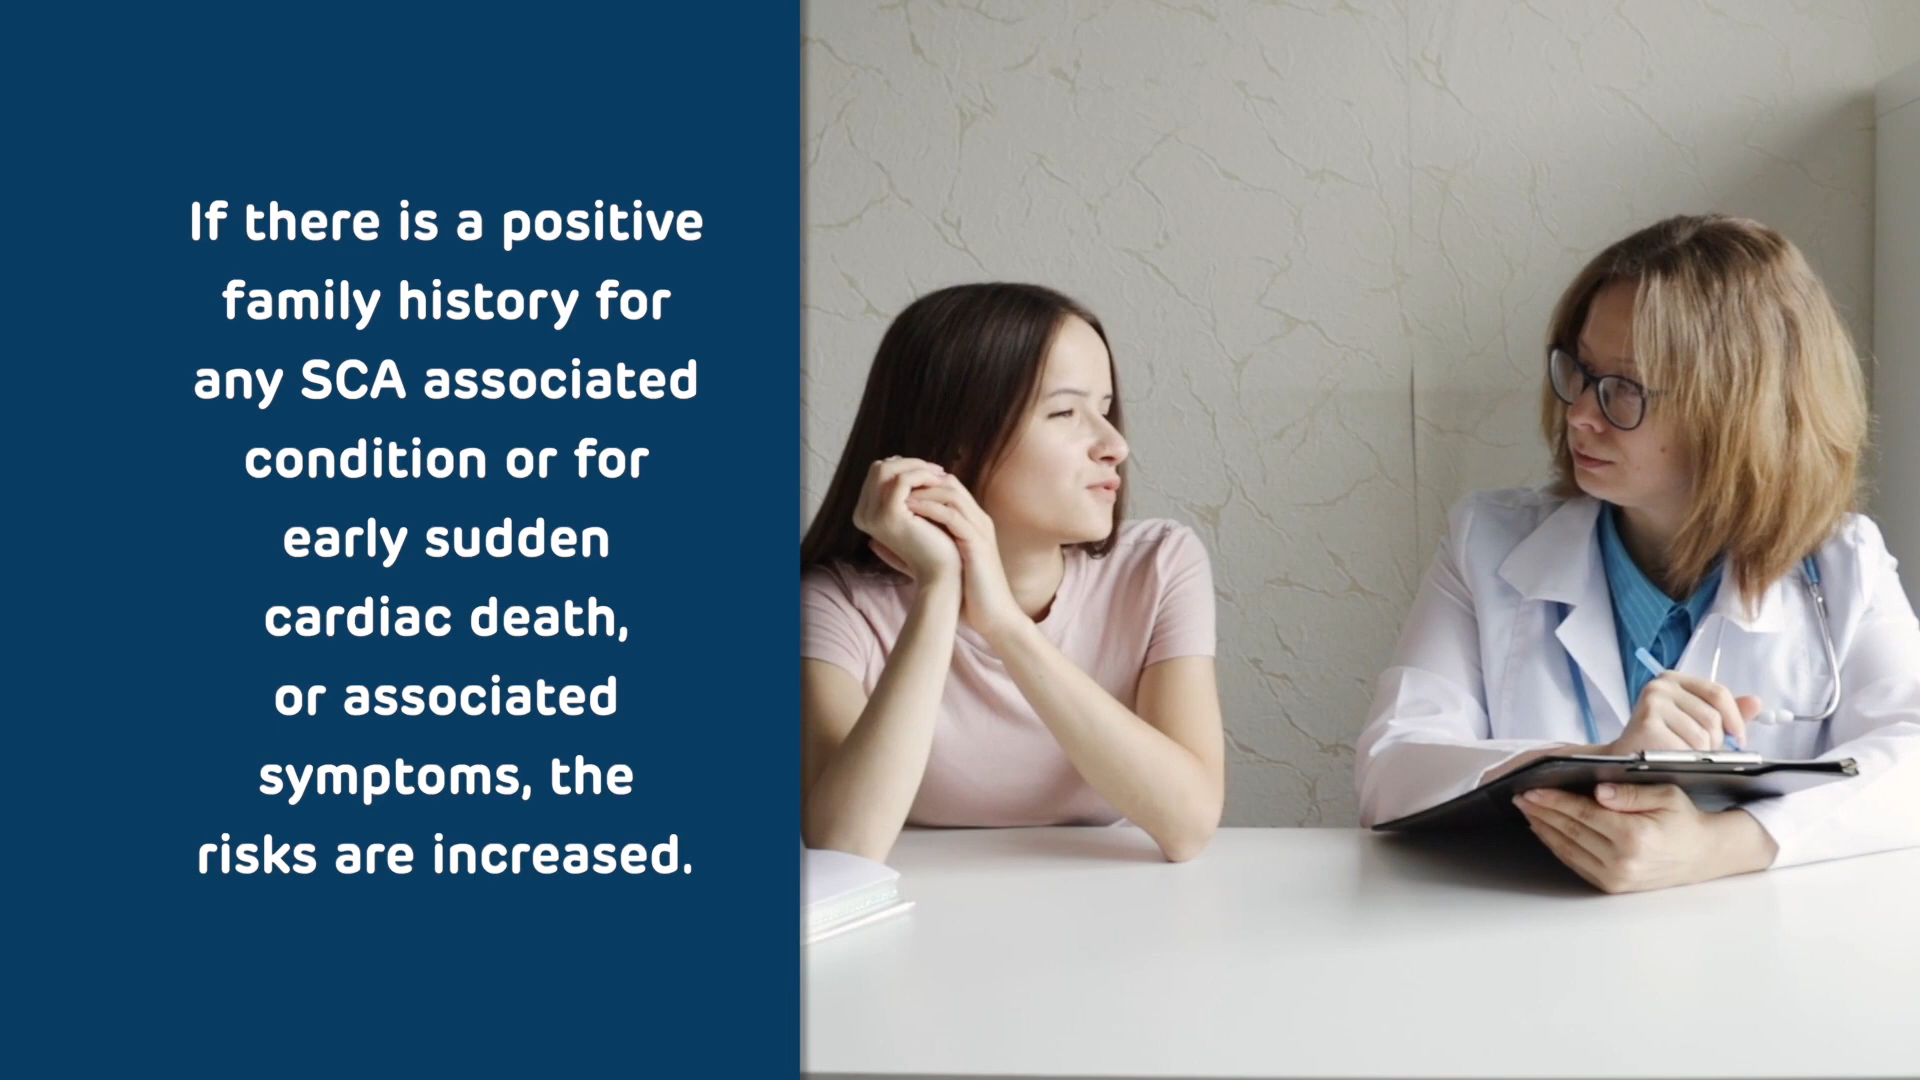 If there is a positive
family history for
any SCA associated
condition or for
early sudden
cardiac death,
or associated
symptoms, the
risks are increased.